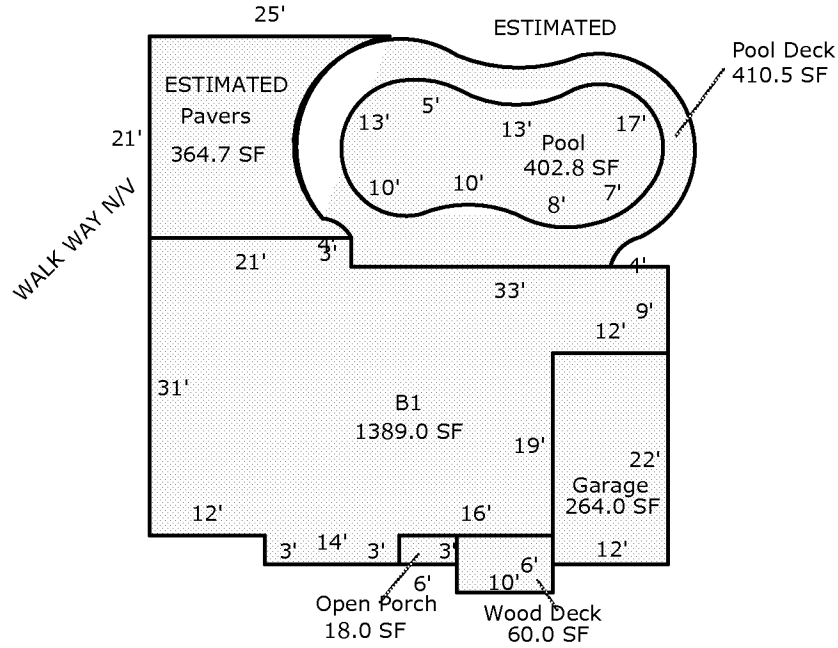 25'
ESTIMATED
Pool Deck
410.5 SF
ESTIMATED
Pavers
364.7 SF
21'
5'
13'
13'
17'
Pool
402.8 SF
10'
10'
8'
7'
WALK WAY N/V
4'
3'
21'
4'
33'
9'
12'
31'
B1
1389.0 SF
19'
22'
Garage
264.0 SF
12'
16'
3'
14'
3'
3'
12'
6'
6'
10'
Open Porch
18.0 SF
Wood Deck
60.0 SF